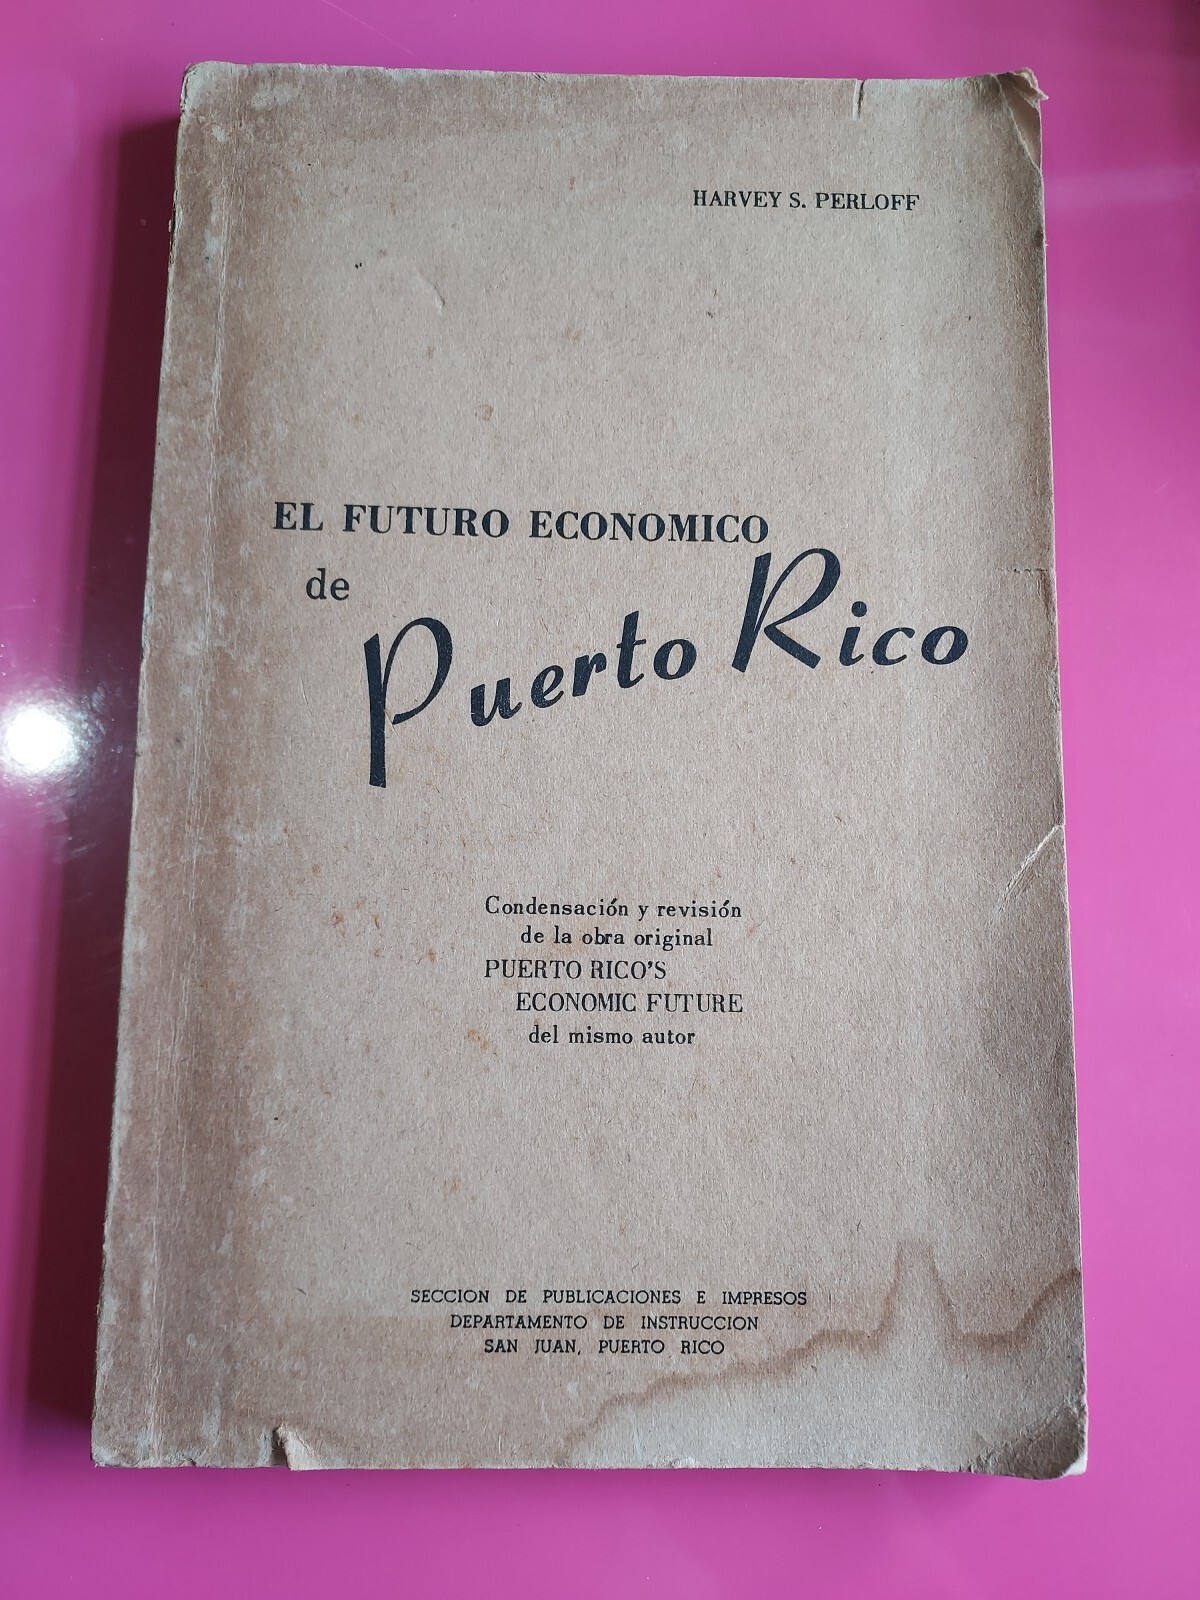 HARVEY S. PERLOFF
EL FUTURO ECONOMICO
de
Puerto Rico
Condensación y revisión
de la obra original
PUERTO RICO'S
ECONOMIC FUTURE
del mismo autor
SECCION DE PUBLICACIONES E IMPRESOS
DEPARTAMENTO DE INSTRUCCION
SAN JUAN, PUERTO RICO